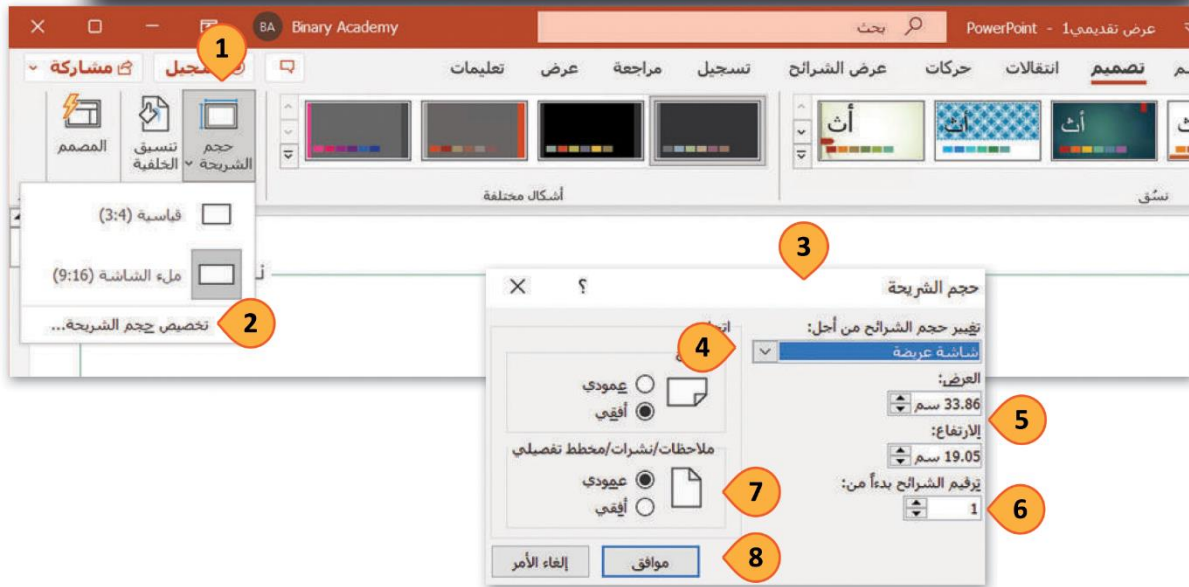 عرض تقديمي1 - PowerPoint
بحث
Binary Academy
BA
1
تصميم
انتقالات
حركات
عرض الشرائح
تسجيل
مراجعة
عرض
تعليمات
مشاركة
أث
أث
أث
نسُق
أشكال مختلفة
حجم الشريحة
تنسيق الخلفية
المصمم
قياسية (3:4)
ملء الشاشة (9:16)
تخصيص حجم الشريحة...
2
3
حجم الشريحة
؟
تغيير حجم الشرائح من أجل:
شاشة عريضة
4
العرض:
33.86 سم
5
الارتفاع:
19.05 سم
ترقيم الشرائح بدءاً من:
1
6
عمودي
أفقي
ملاحظات/نشرات/مخطط تفصيلي
عمودي
أفقي
7
موافق
إلغاء الأمر
8